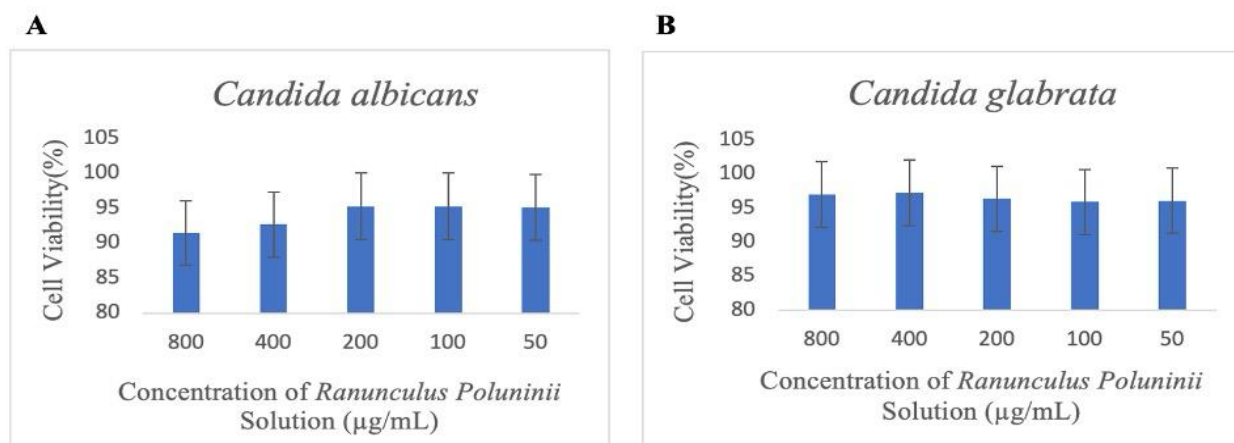 A
Candida albicans
Cell Viability(%)
105
100
95
90
85
80
800 400 200 100 50
Concentration of Ranunculus Poluninii
Solution (µg/mL)
B
Candida glabrata
Cell Viability(%)
105
100
95
90
85
80
800 400 200 100 50
Concentration of Ranunculus Poluninii
Solution (µg/mL)